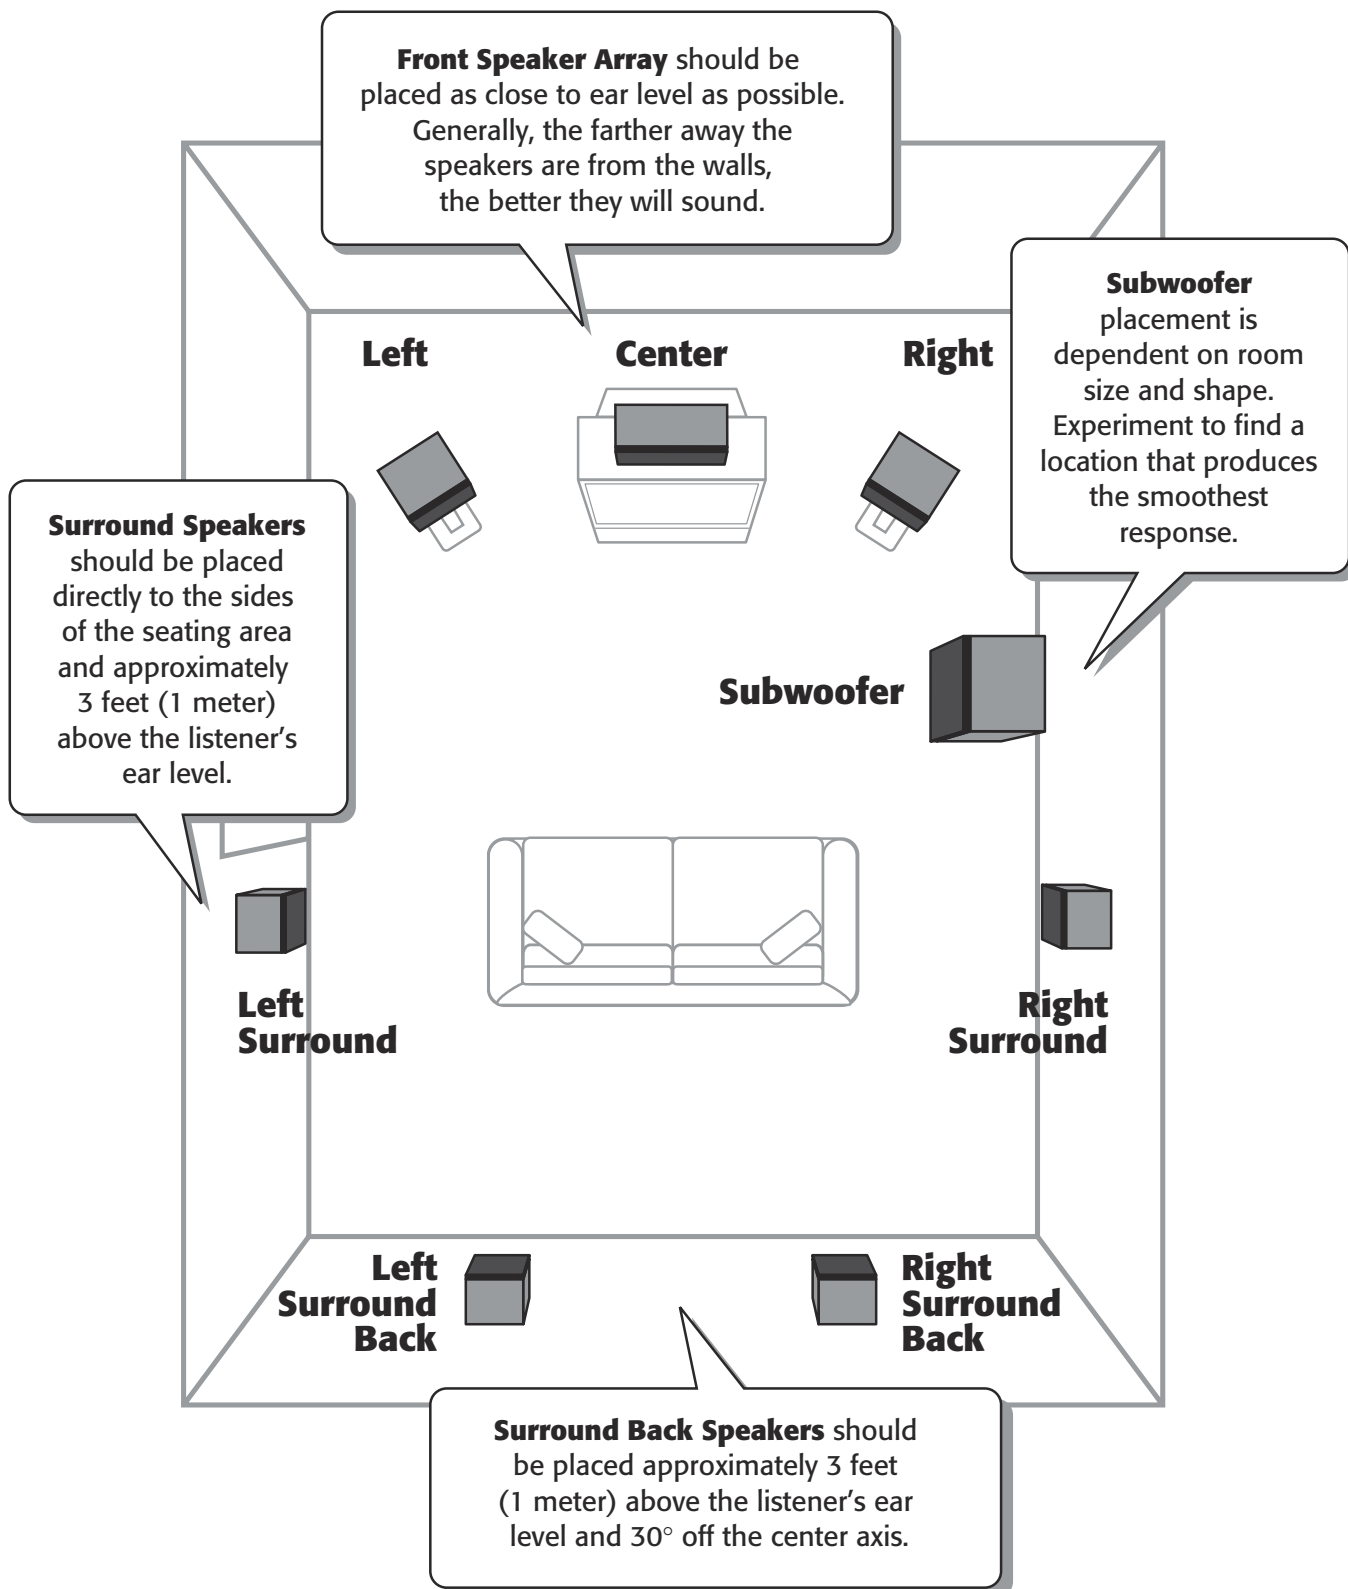 Front Speaker Array should be
placed as close to ear level as possible.
Generally, the farther away the
speakers are from the walls,
the better they will sound.
Left
Center
Right
Subwoofer
placement is
dependent on room
size and shape.
Experiment to find a
location that produces
the smoothest
response.
Surround Speakers
should be placed
directly to the sides
of the seating area
and approximately
3 feet (1 meter)
above the listener’s
ear level.
Subwoofer
Left
Surround
Right
Surround
Left
Surround
Back
Right
Surround
Back
Surround Back Speakers should
be placed approximately 3 feet
(1 meter) above the listener’s ear
level and 30° off the center axis.